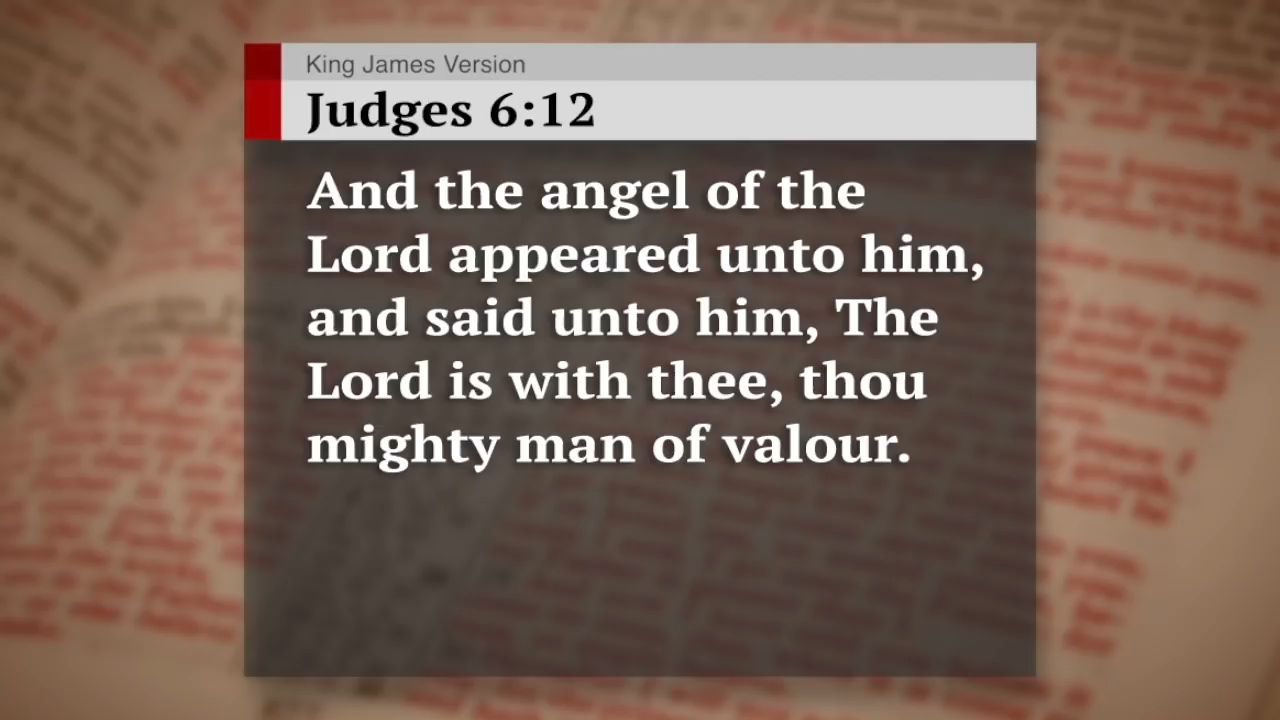 King James Version
Judges 6:12
And the angel of the
Lord appeared unto him,
and said unto him, The
Lord is with thee, thou
mighty man of valour.